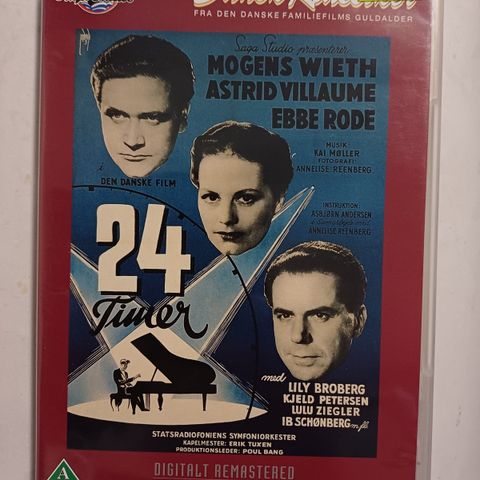 FRA DEN DANSKE FAMILIEFILMS GULDALDER
Saga Studio præsenterer
MOGENS WIETH
ASTRID VILLAUME
EBBE RODE
i
DEN DANSKE FILM
MUSIK
KAI MØLLER
FOTOGRAFI
ANNELISE REENBERG
INSTRUKTION:
ASBJØRN ANDERSEN
i samarbejde med
ANNELISE REENBERG
24
Timer
med
LILY BROBERG
KJELD PETERSEN
LULU ZIEGLER
IB SCHØNBERG m.fl.
STATSRADIOFONIENS SYMFONIORKESTER
KAPELMESTER: ERIK TUXEN
PRODUKTIONSLEDER: POUL BANG
A
DIGITALT REMASTERED